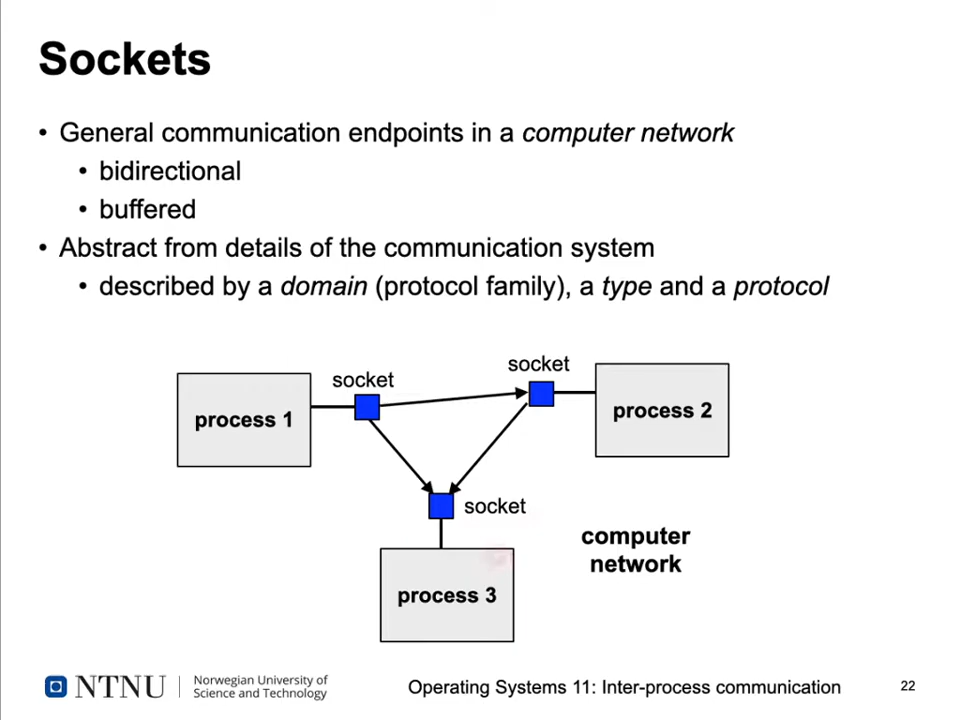 Sockets
• General communication endpoints in a computer network
• bidirectional
• buffered
• Abstract from details of the communication system
• described by a domain (protocol family), a type and a protocol
socket
socket
process 1
process 2
socket
computer
network
process 3
NTNU
Norwegian University of
Science and Technology
Operating Systems 11: Inter-process communication
22